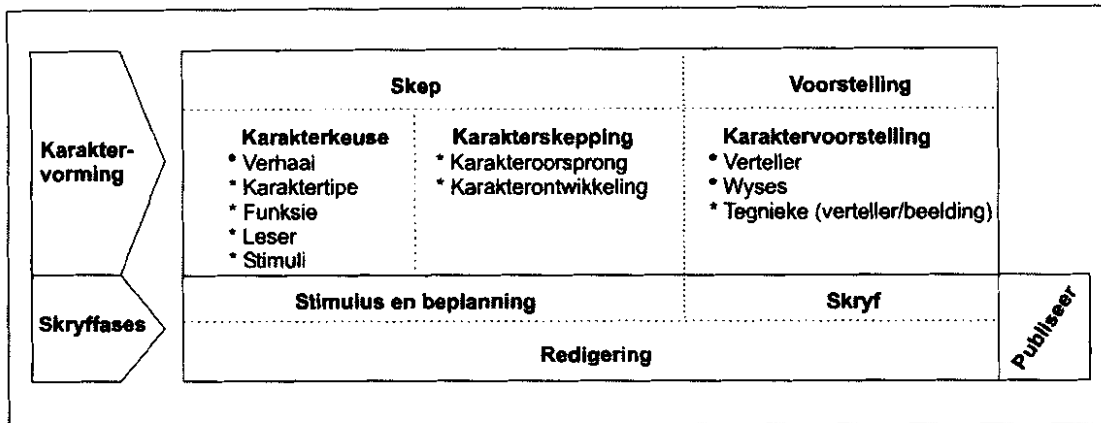 Skep
Voorstelling
Karakter-
vorming
Karakterkeuse
• Verhaal
* Karaktertipe
* Funksie
* Leser
* Stimuli
Karakterskepping
* Karakteroorsprong
* Karakterontwikkeling
Karaktervoorstelling
• Verteller
• Wyses
* Tegnieke (verteller/beelding)
Skryffases
Stimulus en beplanning
Skryf
Redigering
Publiseer